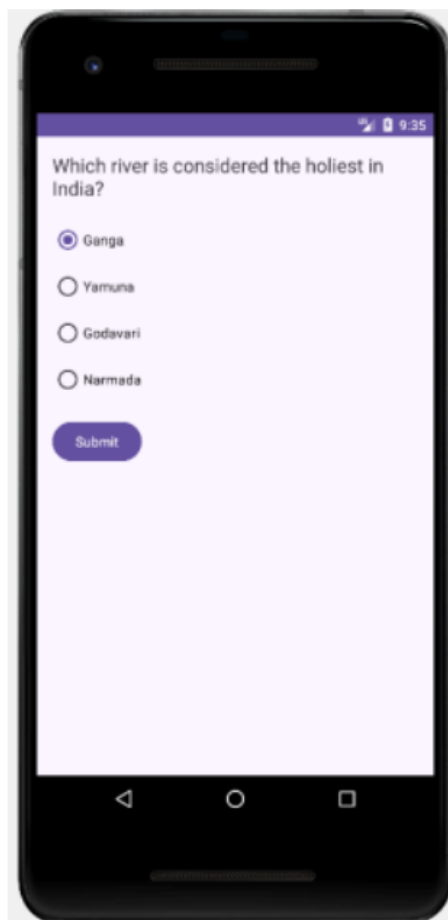 9:35
Which river is considered the holiest in
India?
Ganga
Yamuna
Godavari
Narmada
Submit